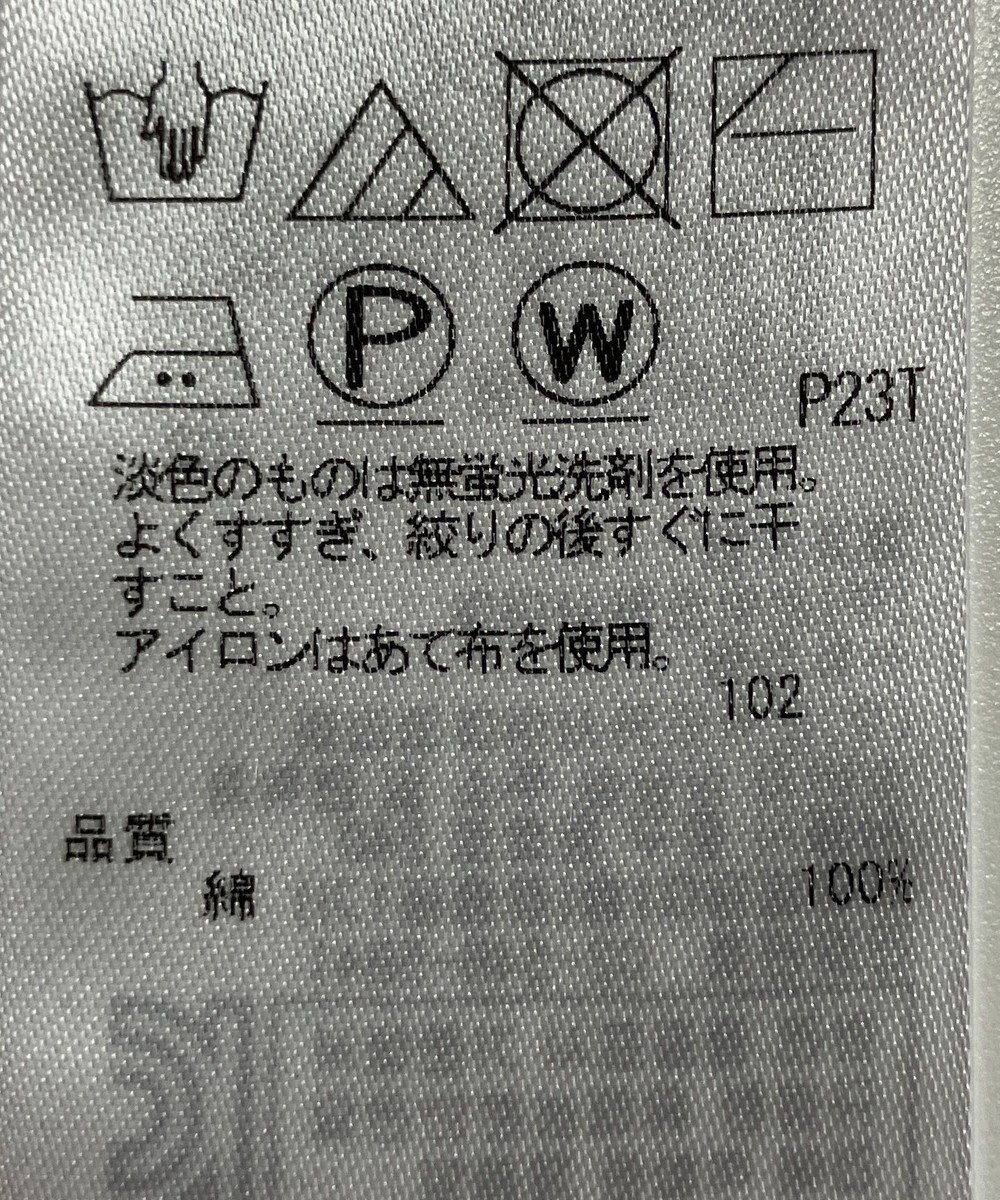 P W
P23T
淡色のものは無蛍光洗剤を使用。
よくすすぎ、絞りの後すぐに干
すこと。
アイロンはあて布を使用。
102
品質
綿 100%